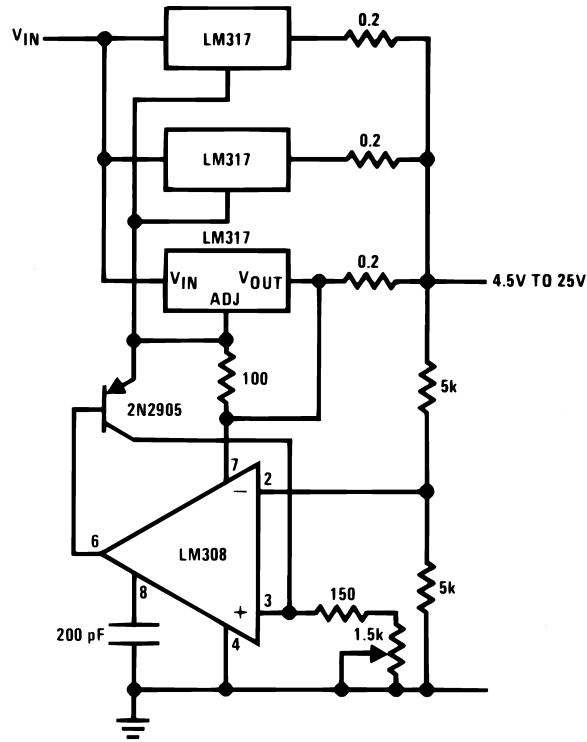 0.2
VIN
LM317
0.2
LM317
LM317
0.2
VIN
VOUT
ADJ
4.5V TO 25V
100
5k
2N2905
7
2
−
6
LM308
5k
8
3
150
+
4
1.5k
200 pF